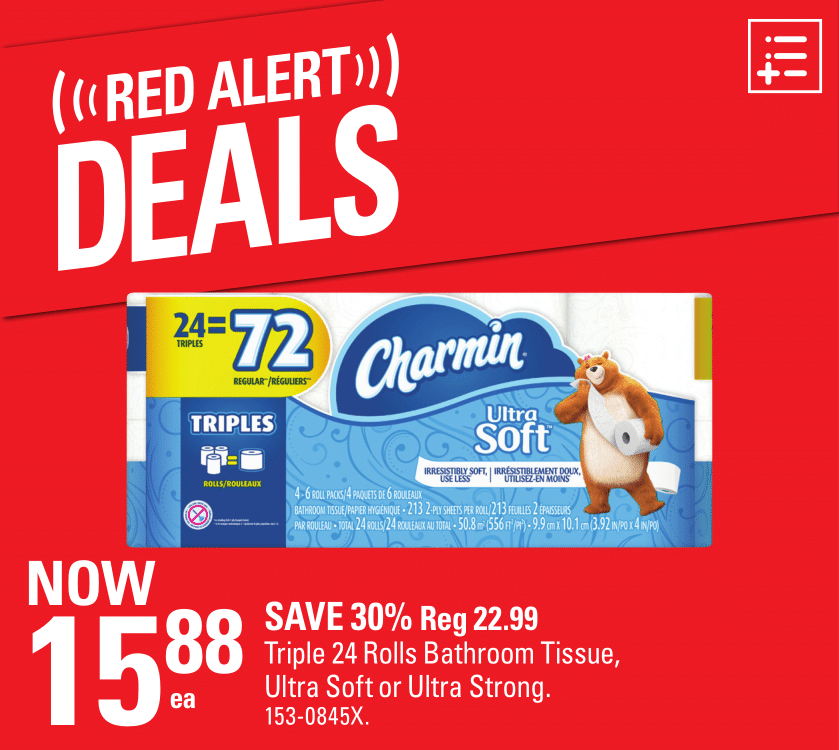 RED ALERT
DEALS
24=72
TRIPLES
REGULAR**/RÉGULIERS**
Charmin
TRIPLES
Ultra
Soft™
ROLLS/ROULEAUX
IRRESISTIBLY SOFT, | IRRÉSISTIBLEMENT DOUX,
USE LESS | UTILISEZ-EN MOINS
4-6 ROLL PACKS/4 PAQUETS DE 6 ROULEAUX
BATHROOM TISSUE/PAPIER HYGIÉNIQUE • 213 2-PLY SHEETS PER ROLL/213 FEUILLES 2 ÉPAISSEURS
PAR ROULEAU • TOTAL 24 ROLLS/24 ROULEAUX AU TOTAL • 50.8 m² (556 FT²/PI²) • 9.9 cm X 10.1 cm (3.92 IN/PO X 4 IN/PO)
NOW
15 88
ea
SAVE 30% Reg 22.99
Triple 24 Rolls Bathroom Tissue,
Ultra Soft or Ultra Strong.
153-0845X.